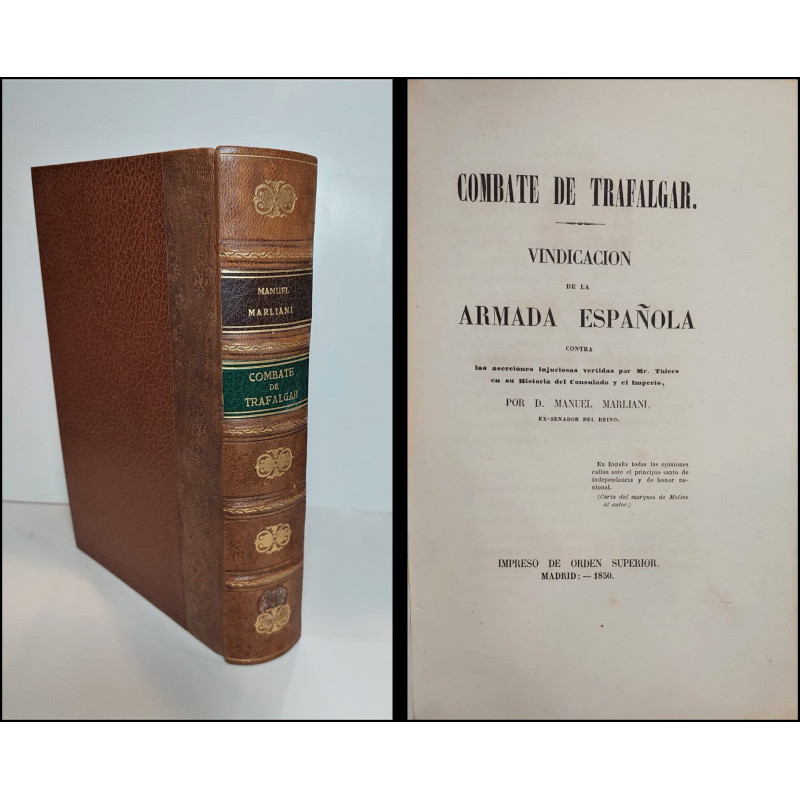 MANUEL
MARLIANI
COMBATE
DE
TRAFALGAR
COMBATE DE TRAFALGAR.
VINDICACION
DE LA
ARMADA ESPAÑOLA
CONTRA
las aserciones injuriosas vertidas por Mr. Thiers
en su Historia del Consulado y el Imperio,
POR D. MANUEL MARLIANI,
EX-SENADOR DEL REINO.
En España todas las opiniones
callan ante el principio santo de
independencia y de honor na-
cional.
(Carta del marques de Molins
al autor.)
IMPRESO DE ORDEN SUPERIOR.
MADRID: — 1850.